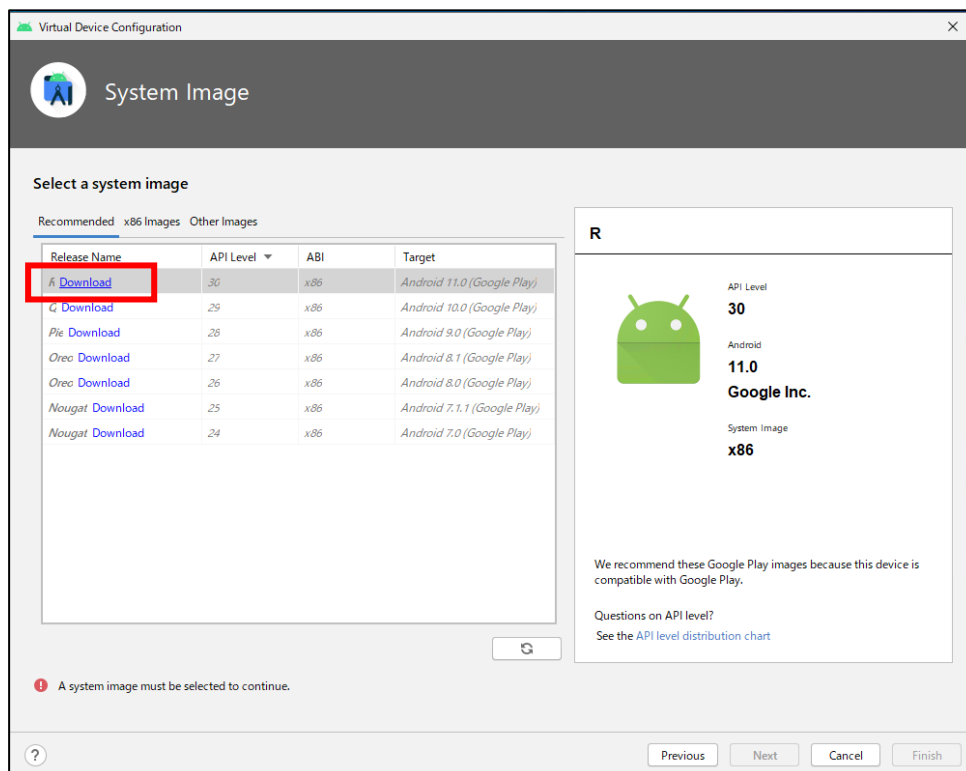 Virtual Device Configuration
System Image
Select a system image
Recommended x86 Images Other Images
Release Name API Level ABI Target
R Download 30 x86 Android 11.0 (Google Play)
Q Download 29 x86 Android 10.0 (Google Play)
Pie Download 28 x86 Android 9.0 (Google Play)
Oreo Download 27 x86 Android 8.1 (Google Play)
Oreo Download 26 x86 Android 8.0 (Google Play)
Nougat Download 25 x86 Android 7.1.1 (Google Play)
Nougat Download 24 x86 Android 7.0 (Google Play)
R
API Level
30
Android
11.0
Google Inc.
System Image
x86
We recommend these Google Play images because this device is
compatible with Google Play.
Questions on API level?
See the API level distribution chart
A system image must be selected to continue.
? Previous Next Cancel Finish